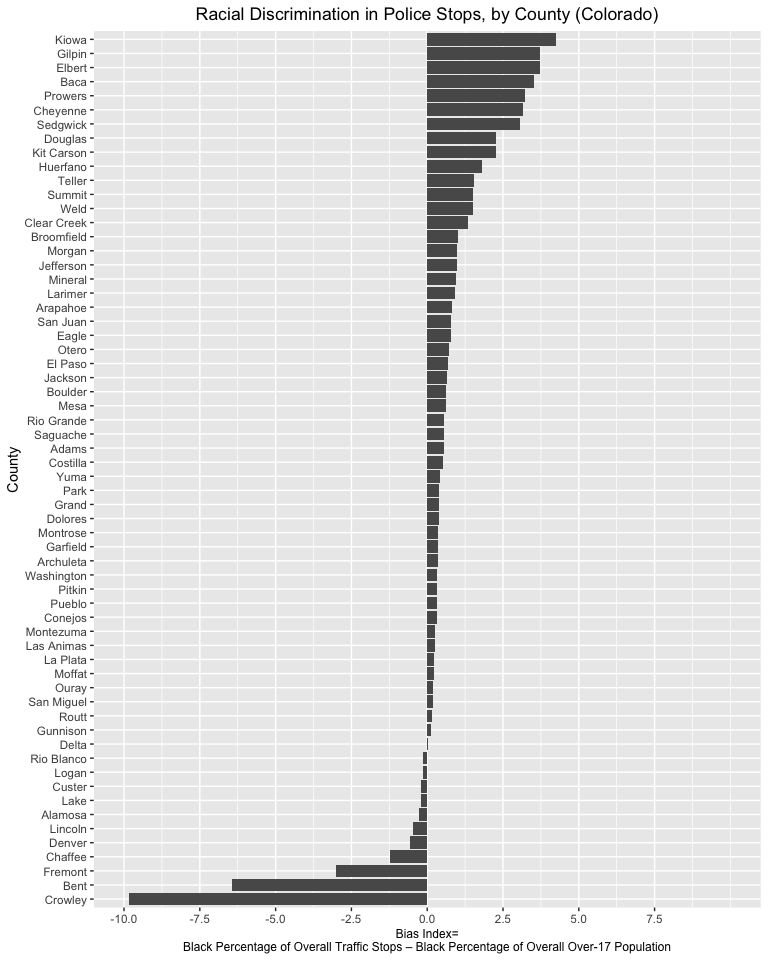 Racial Discrimination in Police Stops, by County (Colorado)
Kiowa
Gilpin
Elbert
Baca
Prowers
Cheyenne
Sedgwick
Douglas
Kit Carson
Huerfano
Teller
Summit
Weld
Clear Creek
Broomfield
Morgan
Jefferson
Mineral
Larimer
Arapahoe
San Juan
Eagle
Otero
El Paso
Jackson
Boulder
Mesa
Rio Grande
Saguache
Adams
Costilla
Yuma
Park
Grand
Dolores
Montrose
Garfield
Archuleta
Washington
Pitkin
Pueblo
Conejos
Montezuma
Las Animas
La Plata
Moffat
Ouray
San Miguel
Routt
Gunnison
Delta
Rio Blanco
Logan
Custer
Lake
Alamosa
Lincoln
Denver
Chaffee
Fremont
Bent
Crowley
County
-10.0 -7.5 -5.0 -2.5 0.0 2.5 5.0 7.5
Bias Index=
Black Percentage of Overall Traffic Stops – Black Percentage of Overall Over-17 Population